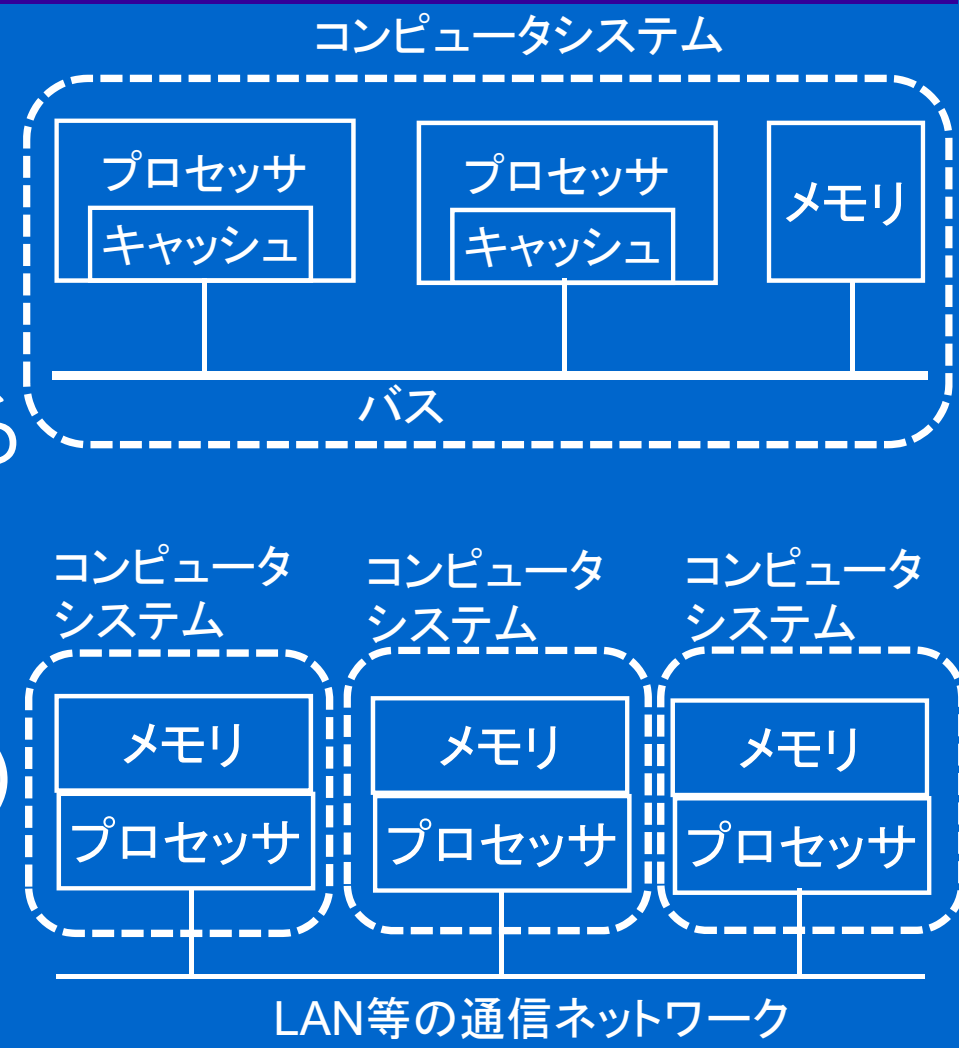 コンピュータシステム
プロセッサ
キャッシュ
プロセッサ
キャッシュ
メモリ
バス
る
コンピュータ
システム
コンピュータ
システム
コンピュータ
システム
メモリ
プロセッサ
メモリ
プロセッサ
メモリ
プロセッサ
LAN等の通信ネットワーク